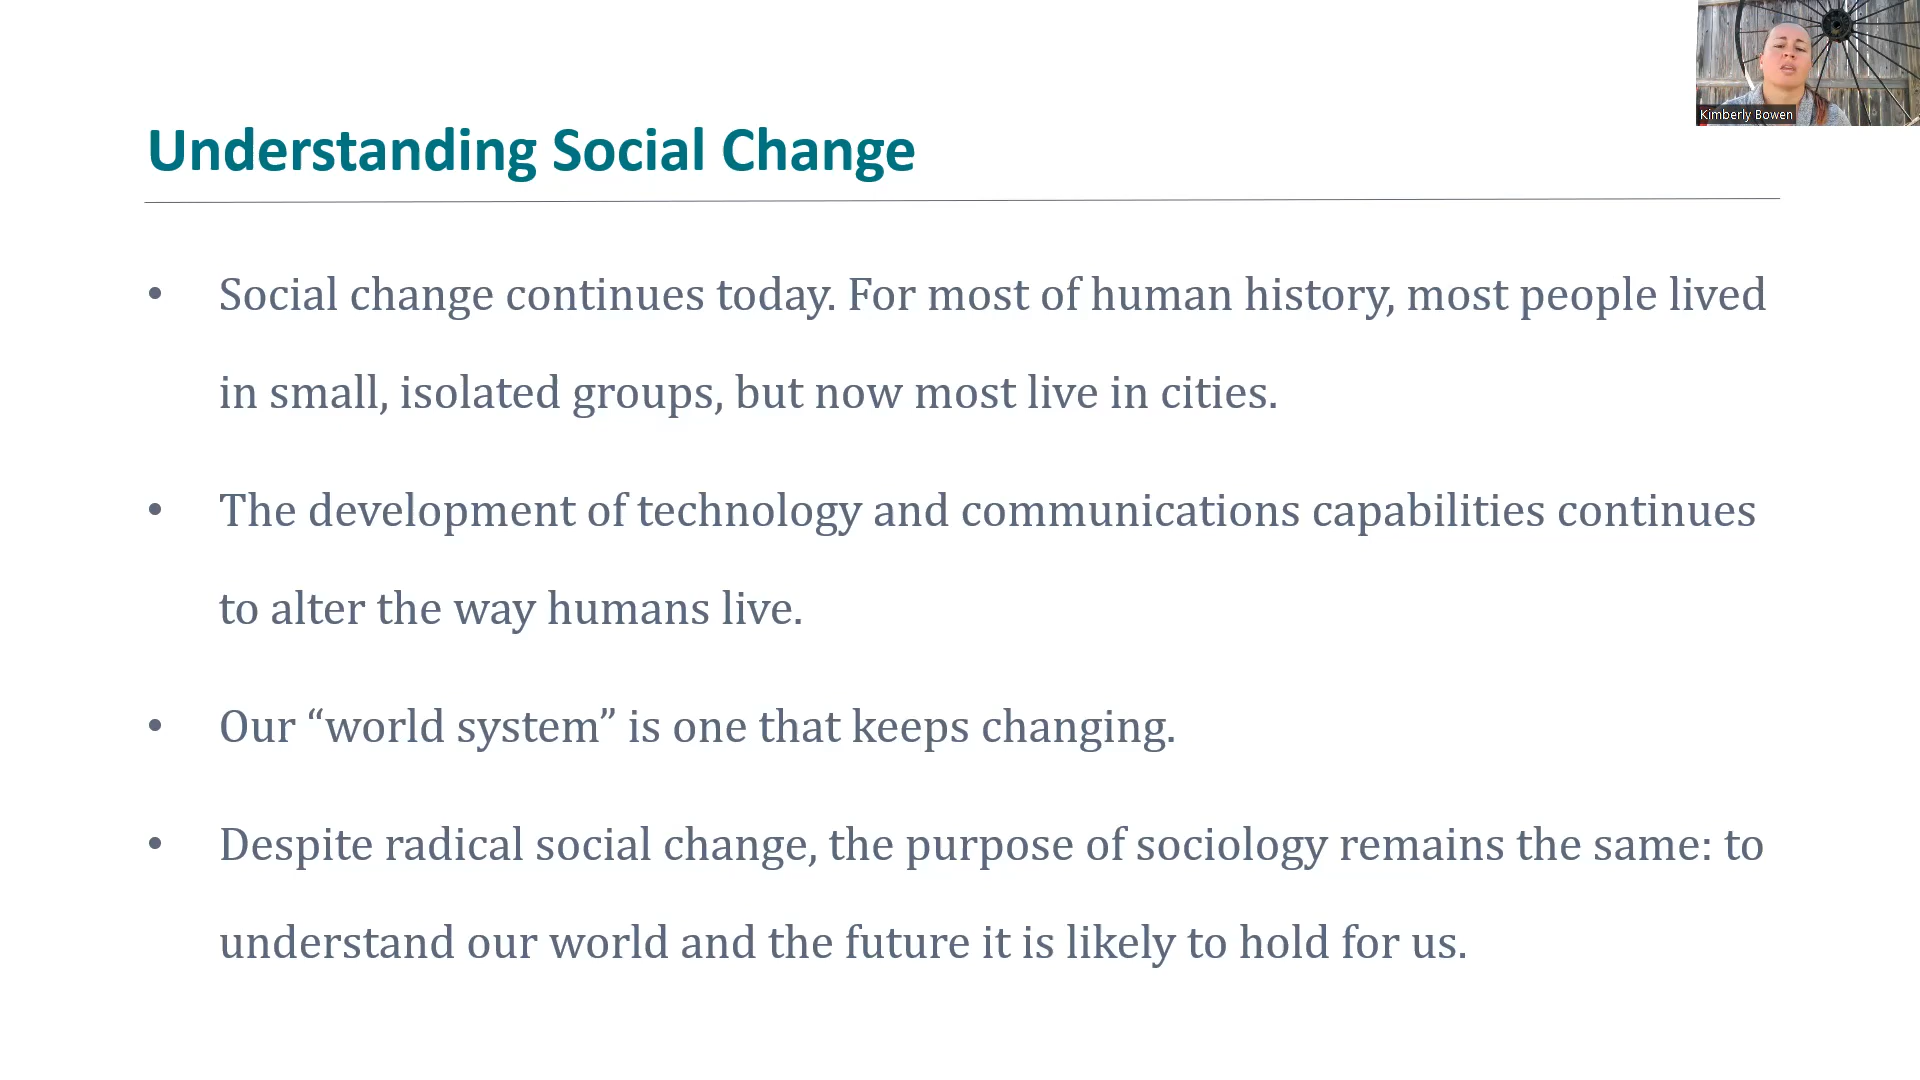 Kimberly Bowen
Understanding Social Change
• Social change continues today. For most of human history, most people lived
in small, isolated groups, but now most live in cities.
• The development of technology and communications capabilities continues
to alter the way humans live.
• Our “world system” is one that keeps changing.
• Despite radical social change, the purpose of sociology remains the same: to
understand our world and the future it is likely to hold for us.